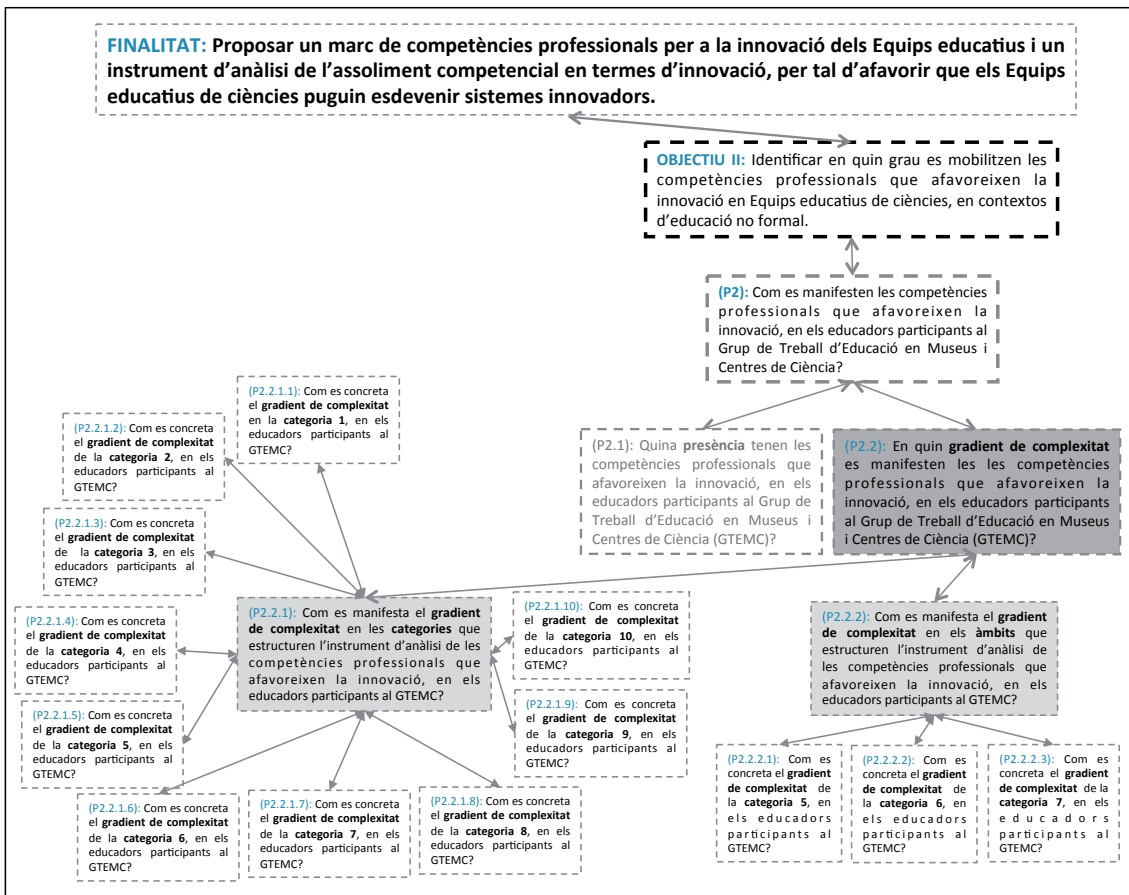 FINALITAT: Proposar un marc de competències professionals per a la innovació dels Equips educatius i un
instrument d'anàlisi de l'assoliment competencial en termes d'innovació, per tal d'afavorir que els Equips
educatius de ciències puguin esdevenir sistemes innovadors.
OBJECTIU II: Identificar en quin grau es mobilitzen les
competències professionals que afavoreixen la
innovació en Equips educatius de ciències, en contextos
d'educació no formal.
(P2): Com es manifesten les competències
professionals que afavoreixen la
innovació, en els educadors participants al
Grup de Treball d'Educació en Museus i
Centres de Ciència?
(P2.1): Quina presència tenen les
competències professionals que
afavoreixen la innovació, en els
educadors participants al Grup de
Treball d'Educació en Museus i
Centres de Ciència (GTEMC)?
(P2.2): En quin gradient de complexitat
es manifesten les les competències
professionals que afavoreixen la
innovació, en els educadors participants
al Grup de Treball d'Educació en Museus
i Centres de Ciència (GTEMC)?
(P2.2.1.1): Com es concreta
el gradient de complexitat
en la categoria 1, en els
educadors participants al
GTEMC?
(P2.2.1.2): Com es concreta
el gradient de complexitat
de la categoria 2, en els
educadors participants al
GTEMC?
(P2.2.1.3): Com es concreta
el gradient de complexitat
de la categoria 3, en els
educadors participants al
GTEMC?
(P2.2.1.4): Com es concreta
el gradient de complexitat
de la categoria 4, en els
educadors participants al
GTEMC?
(P2.2.1.5): Com es concreta
el gradient de complexitat
de la categoria 5, en els
educadors participants al
GTEMC?
(P2.2.1.6): Com es concreta
el gradient de complexitat
de la categoria 6, en els
educadors participants al
GTEMC?
(P2.2.1.7): Com es concreta
el gradient de complexitat
de la categoria 7, en els
educadors participants al
GTEMC?
(P2.2.1.8): Com es concreta
el gradient de complexitat
de la categoria 8, en els
educadors participants al
GTEMC?
(P2.2.1): Com es manifesta el gradient
de complexitat en les categories que
estructuren l'instrument d'anàlisi de les
competències professionals que
afavoreixen la innovació, en els
educadors participants al GTEMC?
(P2.2.1.10): Com es concreta
el gradient de complexitat
de la categoria 10, en els
educadors participants al
GTEMC?
(P2.2.1.9): Com es concreta
el gradient de complexitat
de la categoria 9, en els
educadors participants al
GTEMC?
(P2.2.2): Com es manifesta el gradient
de complexitat en els àmbits que
estructuren l'instrument d'anàlisi de
les competències professionals que
afavoreixen la innovació, en els
educadors participants al GTEMC?
(P2.2.2.1): Com es
concreta el gradient
de complexitat de
la categoria 5, en
els educadors
participants al
GTEMC?
(P2.2.2.2): Com es
concreta el gradient
de complexitat de
la categoria 6, en
els educadors
participants al
GTEMC?
(P2.2.2.3): Com es
concreta el gradient de
complexitat de la
categoria 7, en els
educadors
participants al
GTEMC?